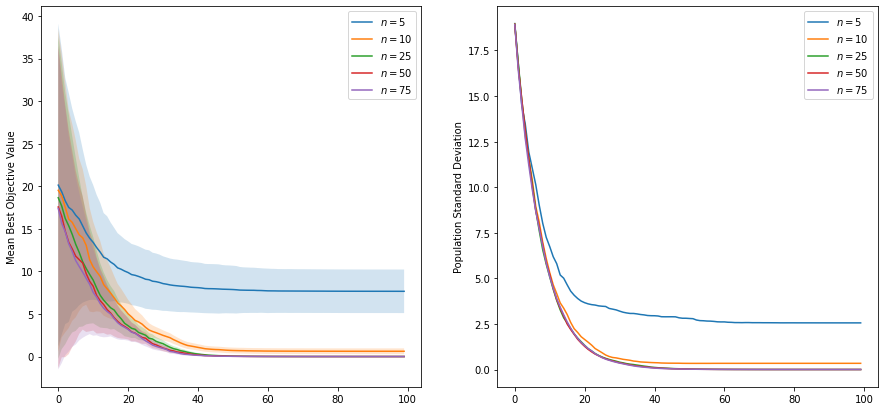 Mean Best Objective Value
40
35
30
25
20
15
10
5
0
0 20 40 60 80 100
n = 5
n = 10
n = 25
n = 50
n = 75
Population Standard Deviation
17.5
15.0
12.5
10.0
7.5
5.0
2.5
0.0
0 20 40 60 80 100
n = 5
n = 10
n = 25
n = 50
n = 75